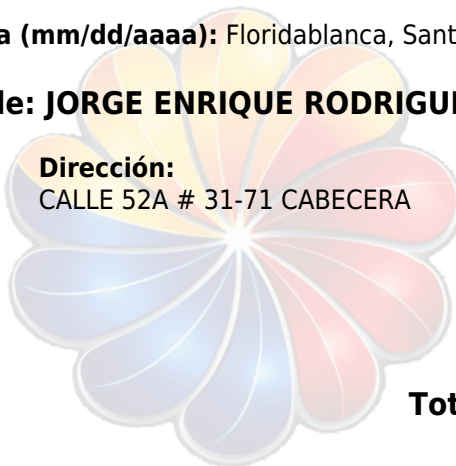 a (mm/dd/aaaa): Floridablanca, Sant
le: JORGE ENRIQUE RODRIGU
Dirección:
CALLE 52A # 31-71 CABECERA
Tot